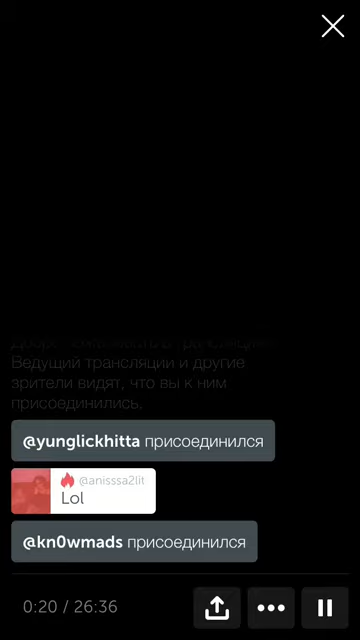 Ведущий трансляции и другие
зрители видят, что вы к ним
присоединились.
@yunglickhitta присоединился
@anisssa2lit
Lol
@kn0wmads присоединился
0:20 / 26:36